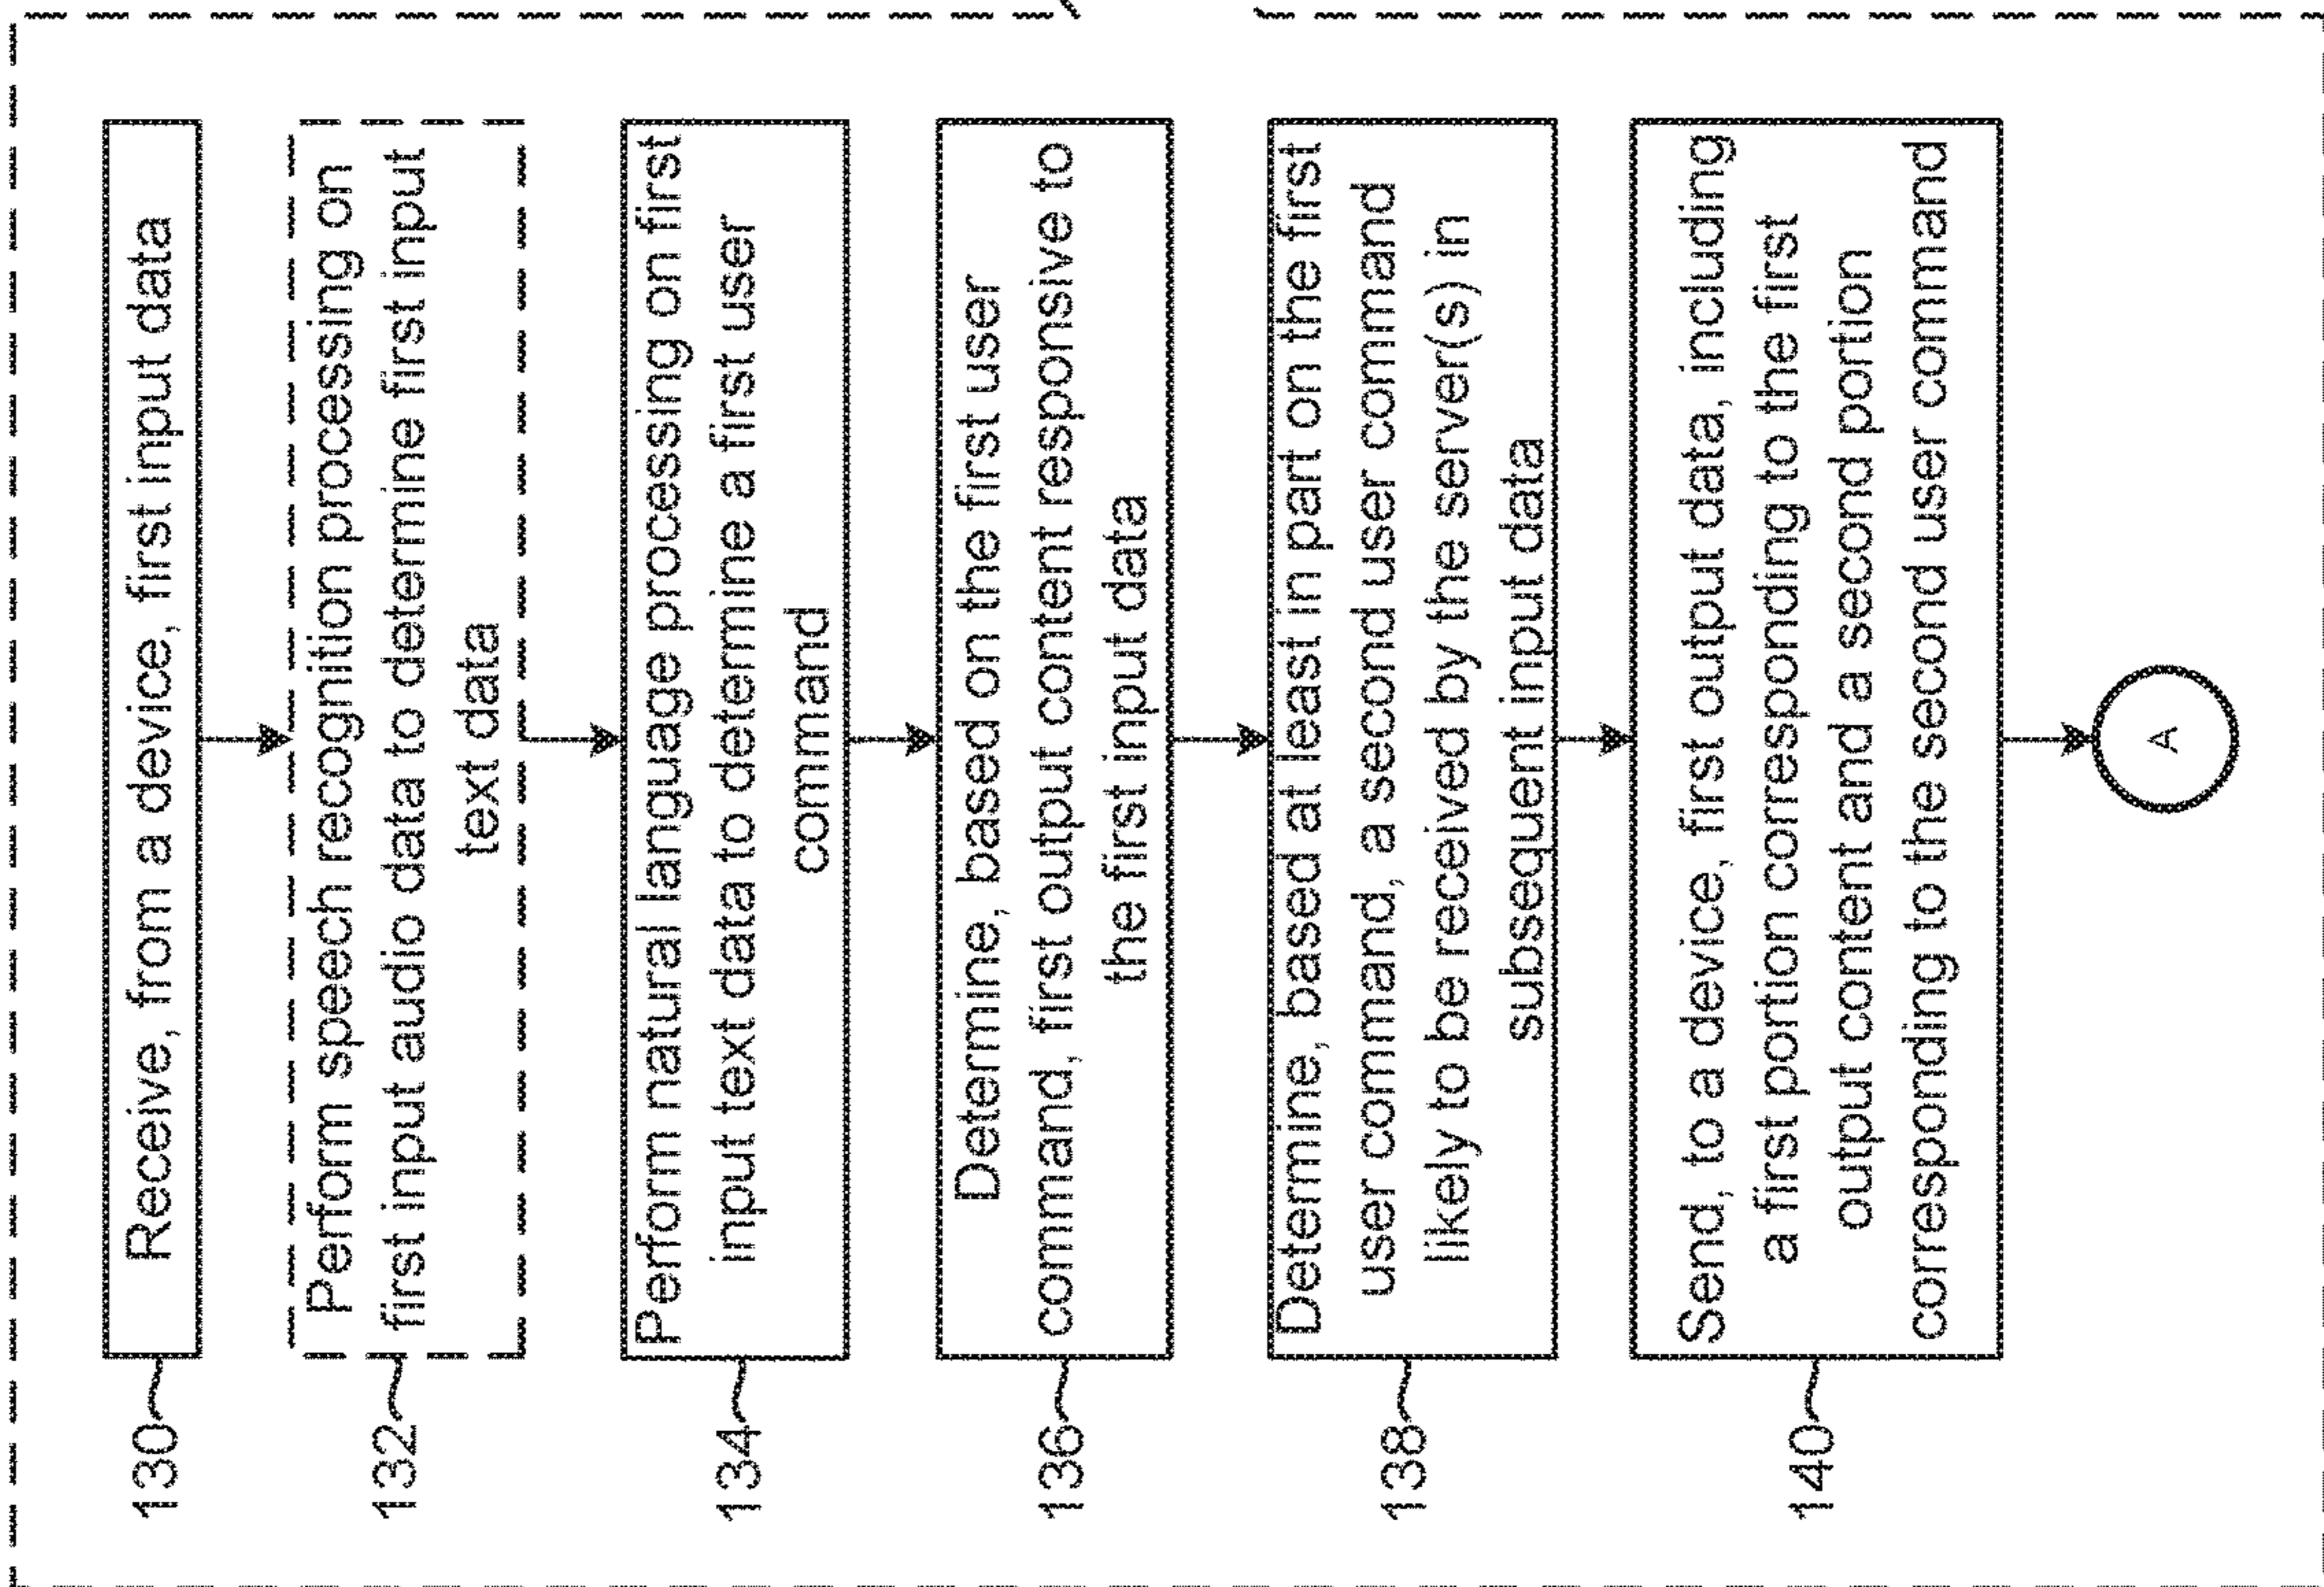 130
Receive, from a device, first input data
132
Perform speech recognition processing on
first input audio data to determine first input
text data
134
Perform natural language processing on first
input text data to determine a first user
command
136
Determine, based on the first user
command, first output content responsive to
the first input data
138
Determine, based at least in part on the first
user command, a second user command
likely to be received by the server(s) in
subsequent input data
140
Send, to a device, first output data, including
a first portion corresponding to the first
output content and a second portion
corresponding to the second user command
A